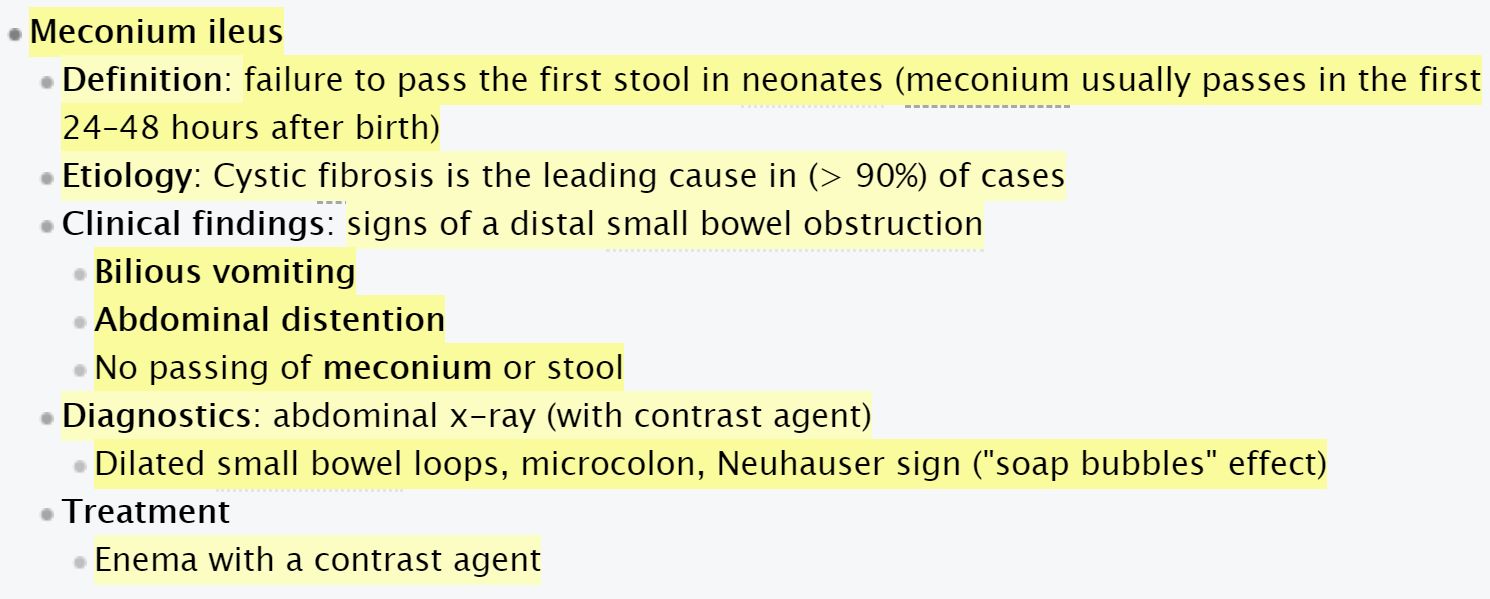 Meconium ileus
Definition: failure to pass the first stool in neonates (meconium usually passes in the first
24–48 hours after birth)
Etiology: Cystic fibrosis is the leading cause in (> 90%) of cases
Clinical findings: signs of a distal small bowel obstruction
Bilious vomiting
Abdominal distention
No passing of meconium or stool
Diagnostics: abdominal x-ray (with contrast agent)
Dilated small bowel loops, microcolon, Neuhauser sign ("soap bubbles" effect)
Treatment
Enema with a contrast agent